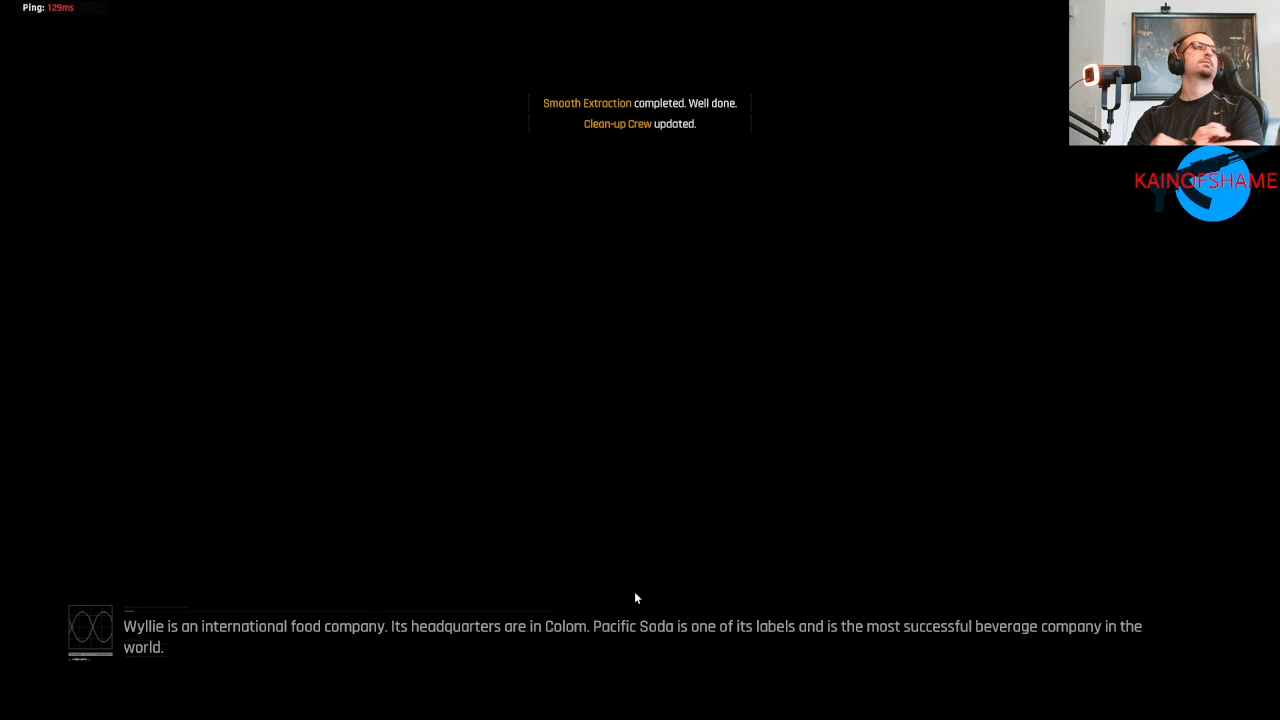 Ping: 129ms
Smooth Extraction completed. Well done.
Clean-up Crew updated.
KAINOFSHAME
Wyllie is an international food company. Its headquarters are in Colom. Pacific Soda is one of its labels and is the most successful beverage company in the
world.